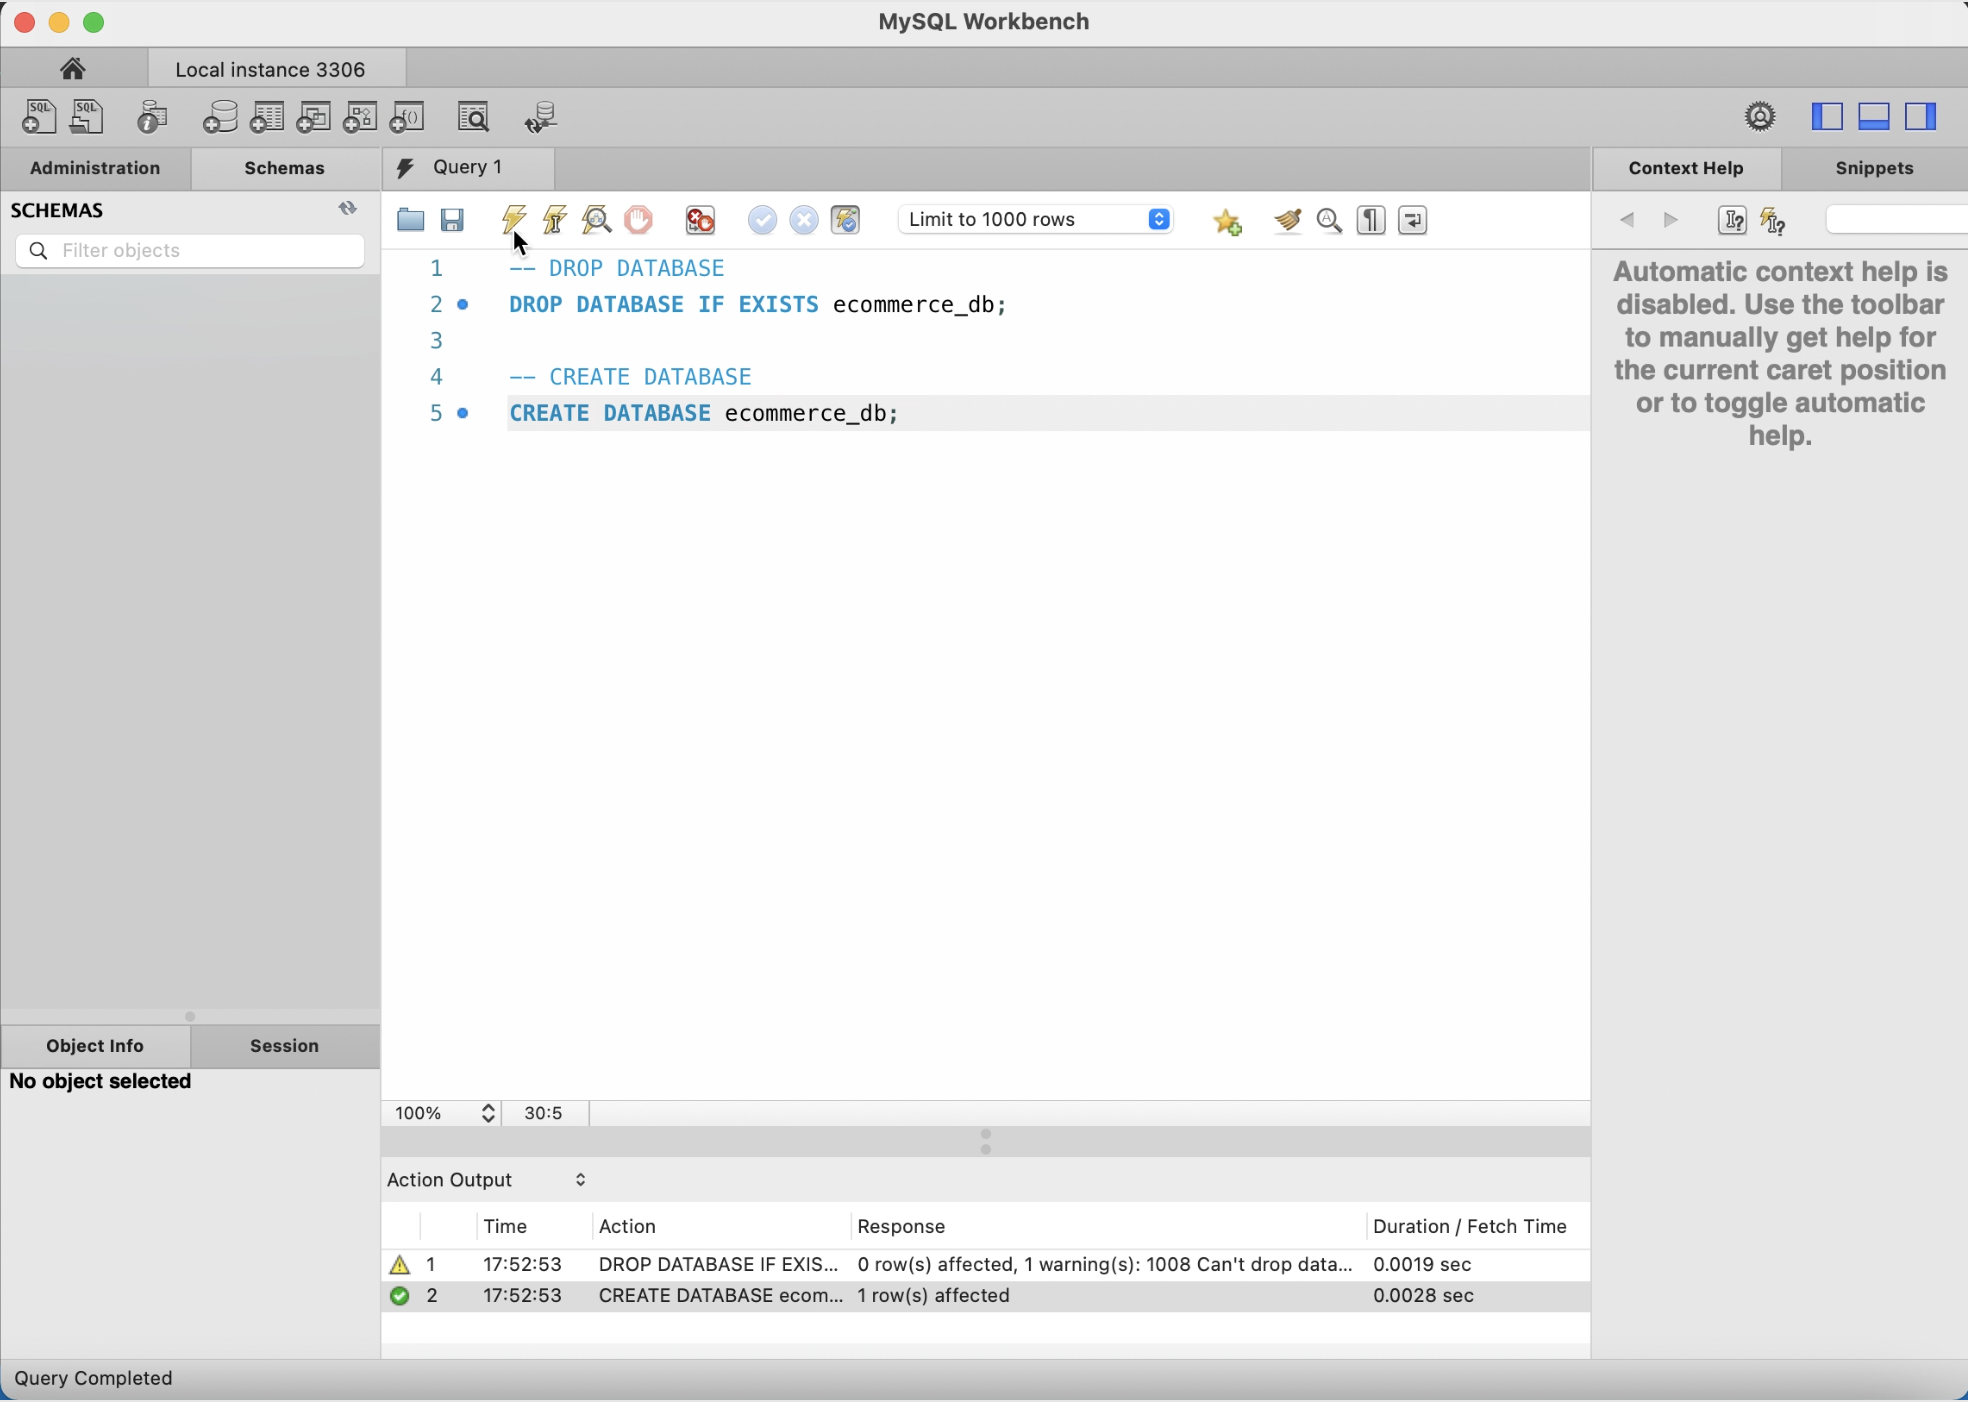 MySQL Workbench
Local instance 3306
SQL SQL
Administration Schemas Query 1 Context Help Snippets
SCHEMAS
Filter objects
Limit to 1000 rows
1 -- DROP DATABASE
2 DROP DATABASE IF EXISTS ecommerce_db;
3
4 -- CREATE DATABASE
5 CREATE DATABASE ecommerce_db;
Automatic context help is
disabled. Use the toolbar
to manually get help for
the current caret position
or to toggle automatic
help.
Object Info Session
No object selected
100% 30:5
Action Output
Time Action Response Duration / Fetch Time
1 17:52:53 DROP DATABASE IF EXIS... 0 row(s) affected, 1 warning(s): 1008 Can't drop data... 0.0019 sec
2 17:52:53 CREATE DATABASE ecom... 1 row(s) affected 0.0028 sec
Query Completed